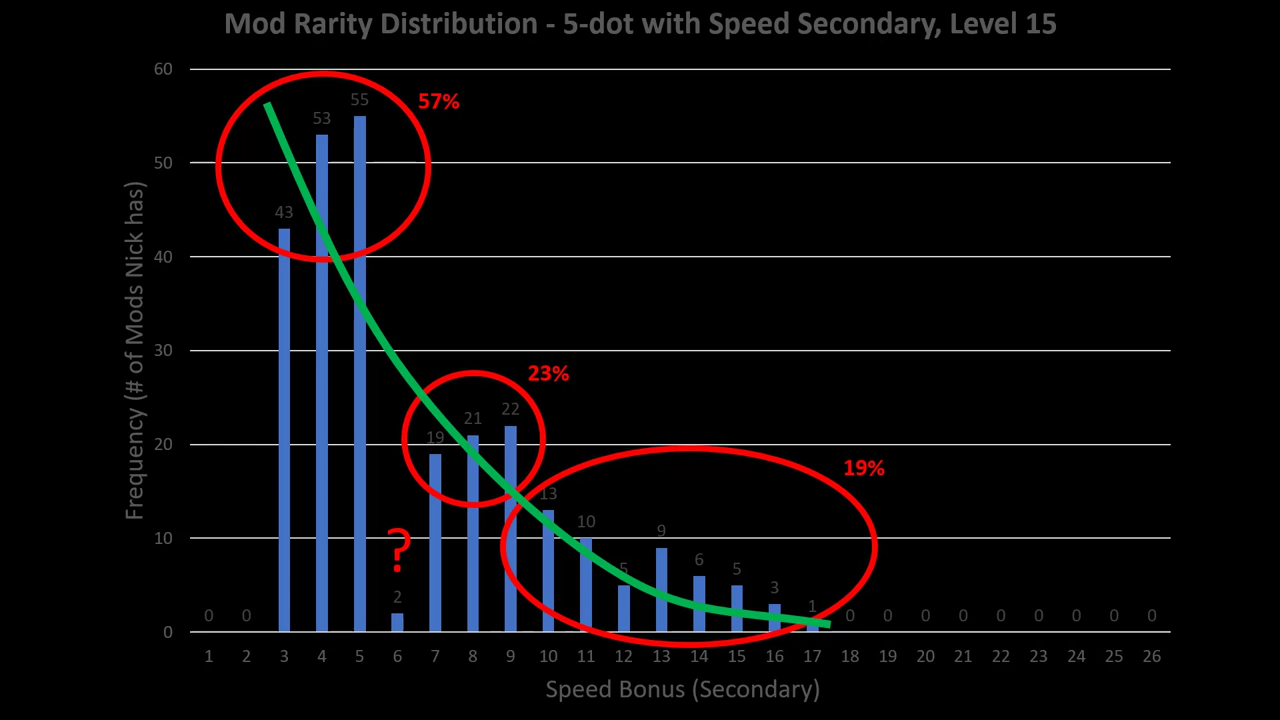 Mod Rarity Distribution - 5-dot with Speed Secondary, Level 15
60
50
40
30
20
10
0
Frequency (# of Mods Nick has)
57%
23%
19%
?
0 0 43 53 55 2 19 21 22 13 10 5 9 6 5 3 1 0 0 0 0 0 0 0 0 0
1 2 3 4 5 6 7 8 9 10 11 12 13 14 15 16 17 18 19 20 21 22 23 24 25 26
Speed Bonus (Secondary)